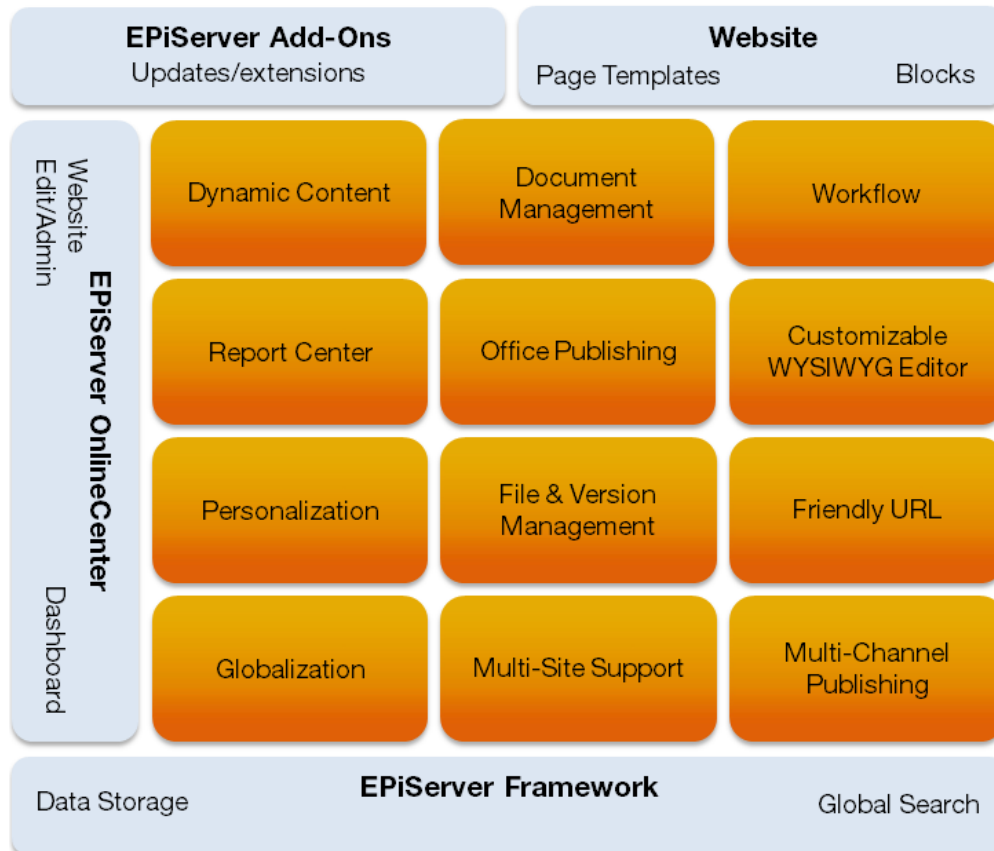 EPiServer Add-Ons
Updates/extensions
Website
Page Templates
Blocks
Website
Edit/Admin
EPiServer OnlineCenter
Dashboard
Dynamic Content
Document
Management
Workflow
Report Center
Office Publishing
Customizable
WYSIWYG Editor
Personalization
File & Version
Management
Friendly URL
Globalization
Multi-Site Support
Multi-Channel
Publishing
EPiServer Framework
Data Storage
Global Search